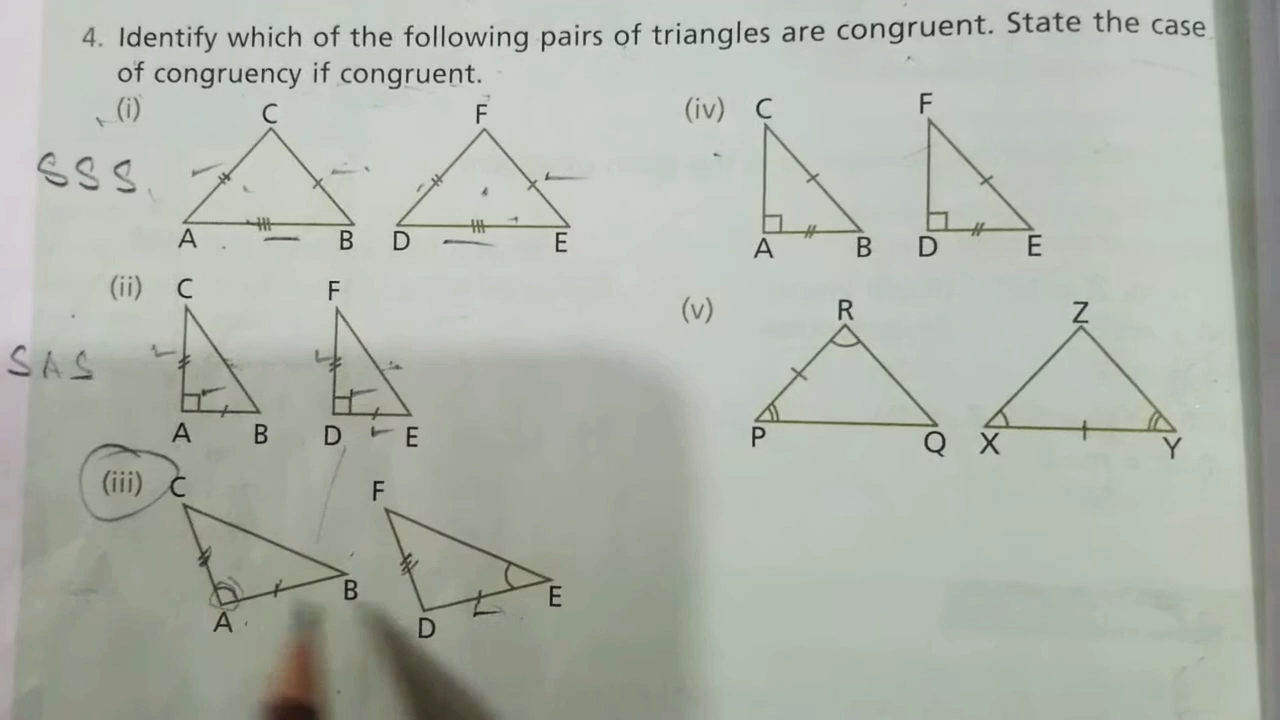 4. Identify which of the following pairs of triangles are congruent. State the case
of congruency if congruent.
(i) C F
SSS
A B D E
(iv) C F
A B D E
(ii) C F
SAS
A B D E
(v) R Z
P Q X Y
(iii) C F
A B D E